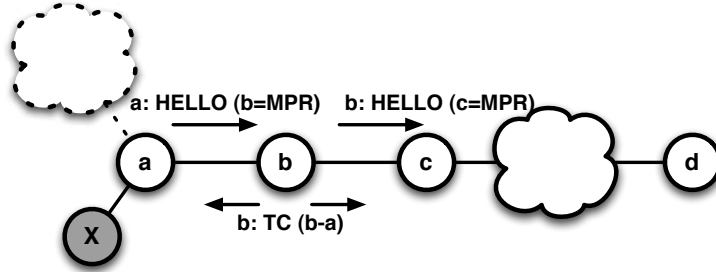 a: HELLO (b=MPR) b: HELLO (c=MPR)
a b c d
b: TC (b-a)
X